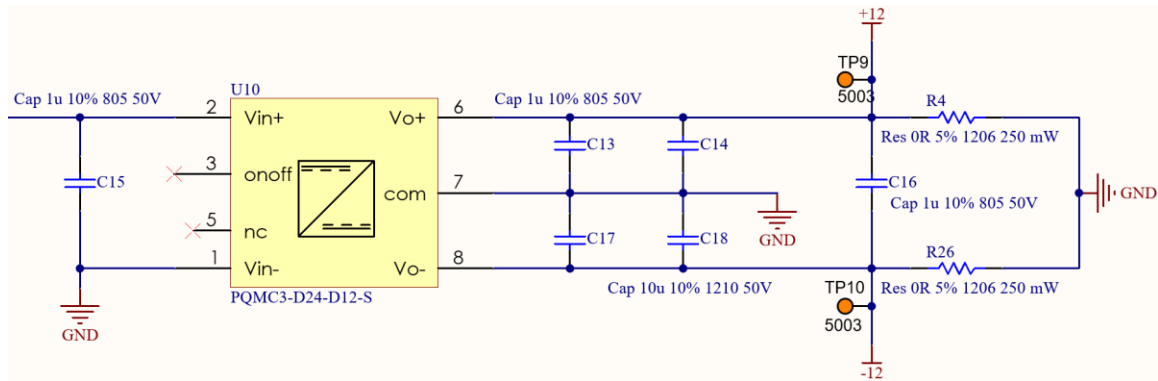 +12
TP9
5003
U10
Cap 1u 10% 805 50V
Cap 1u 10% 805 50V
R4
2
Vin+
Vo+
6
Res 0R 5% 1206 250 mW
C13
C14
3
onoff
C15
com
7
C16
GND
Cap 1u 10% 805 50V
5
nc
C17
C18
GND
R26
1
Vin-
Vo-
8
Cap 10u 10% 1210 50V
Res 0R 5% 1206 250 mW
PQMC3-D24-D12-S
TP10
5003
GND
-12